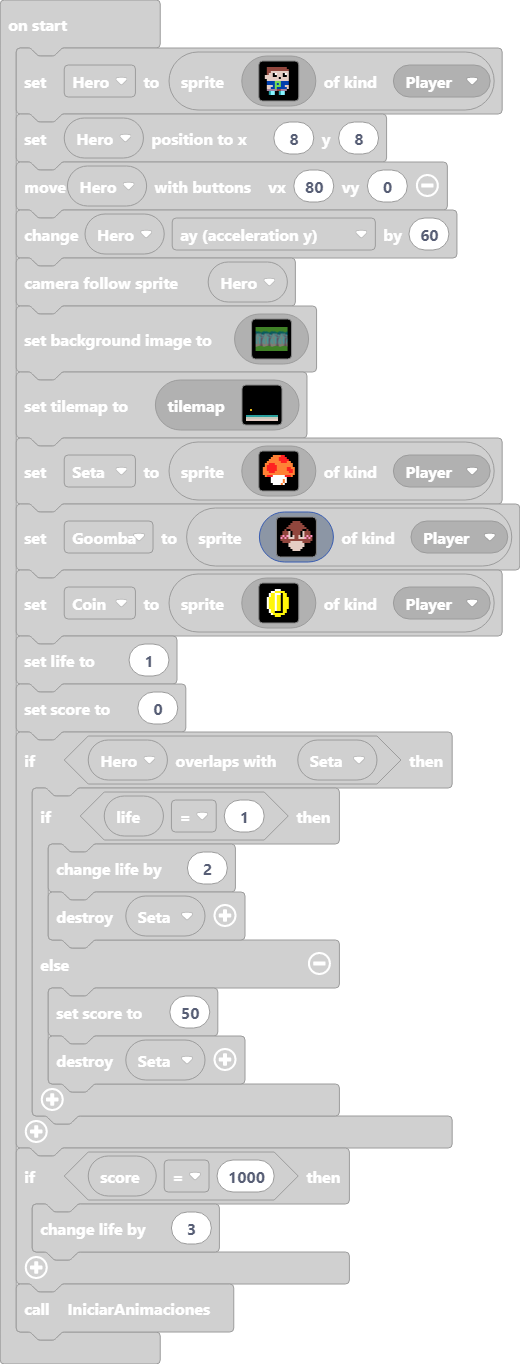 on start
set Hero to sprite of kind Player
set Hero position to x 8 y 8
move Hero with buttons vx 80 vy 0
change Hero ay (acceleration y) by 60
camera follow sprite Hero
set background image to
set tilemap to tilemap
set Seta to sprite of kind Player
set Goomba to sprite of kind Player
set Coin to sprite of kind Player
set life to 1
set score to 0
if Hero overlaps with Seta then
if life = 1 then
change life by 2
destroy Seta
else
set score to 50
destroy Seta
if score = 1000 then
change life by 3
call IniciarAnimaciones